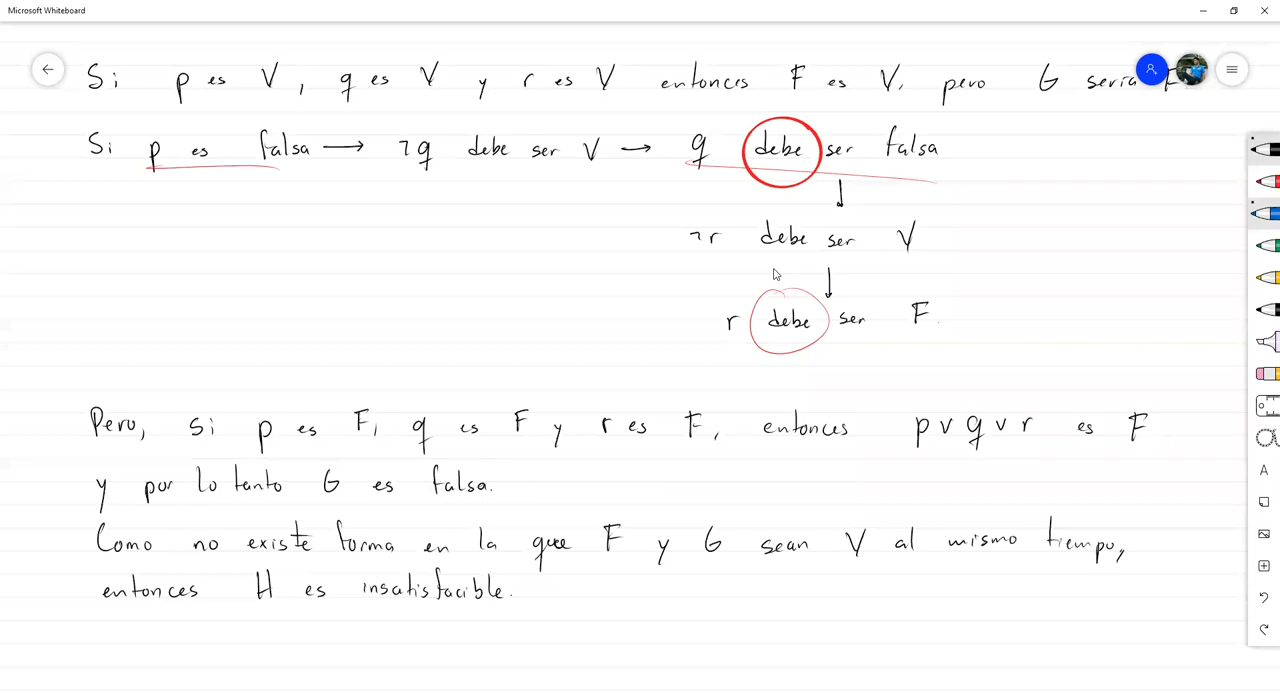 Microsoft Whiteboard
Si p es V, q es V y r es V entonces F es V, pero G sería F
Si p es falsa → ¬q debe ser V → q debe ser falsa
↓
¬r debe ser V
↓
r debe ser F.
Pero, si p es F, q es F y r es F, entonces p v q v r es F
y por lo tanto G es falsa.
Como no existe forma en la que F y G sean V al mismo tiempo,
entonces H es insatisfacible.
A